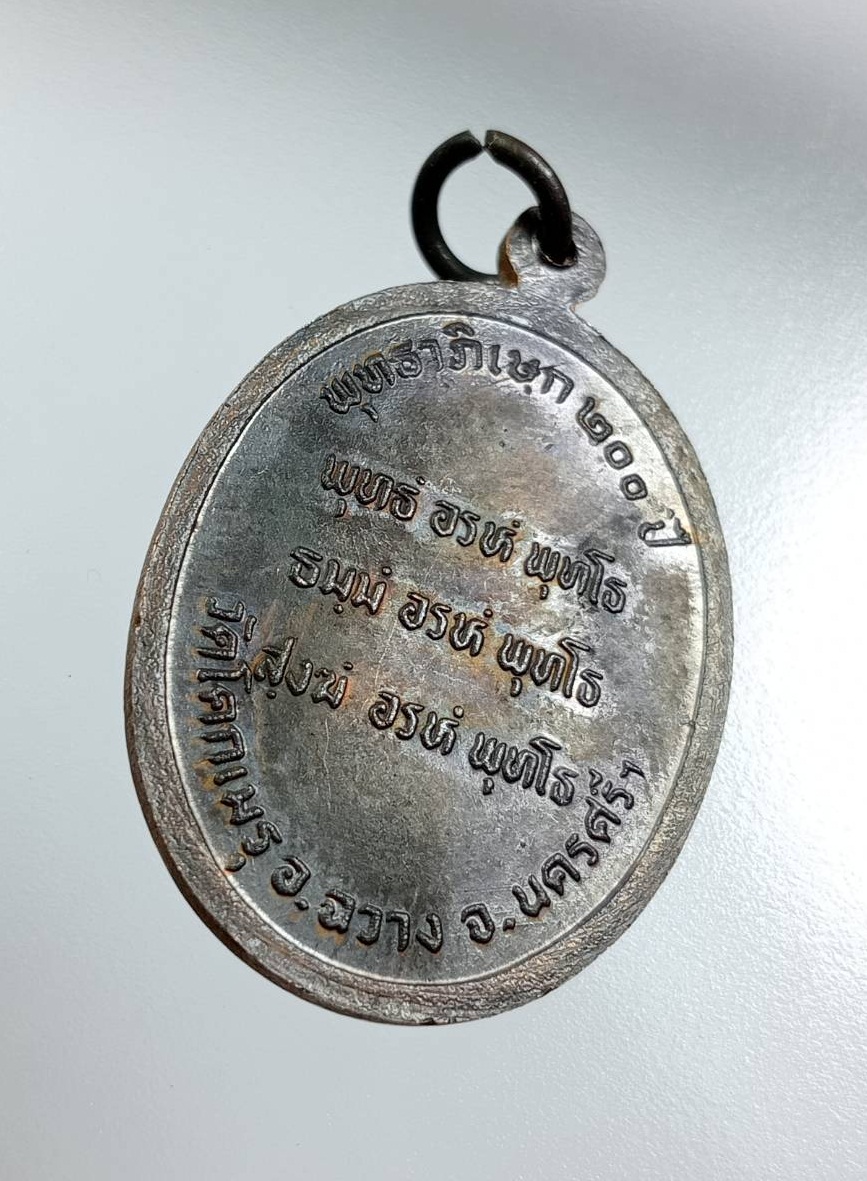 พุทธาภิเษก ๒๐๐ ปี
พุทธํ อรหํ พุทโธ
ธมฺมํ อรหํ พุทโธ
สงฺฆํ อรหํ พุทโธ
วัดโคกเมรุ อ.ฉวาง จ.นครศรีฯ